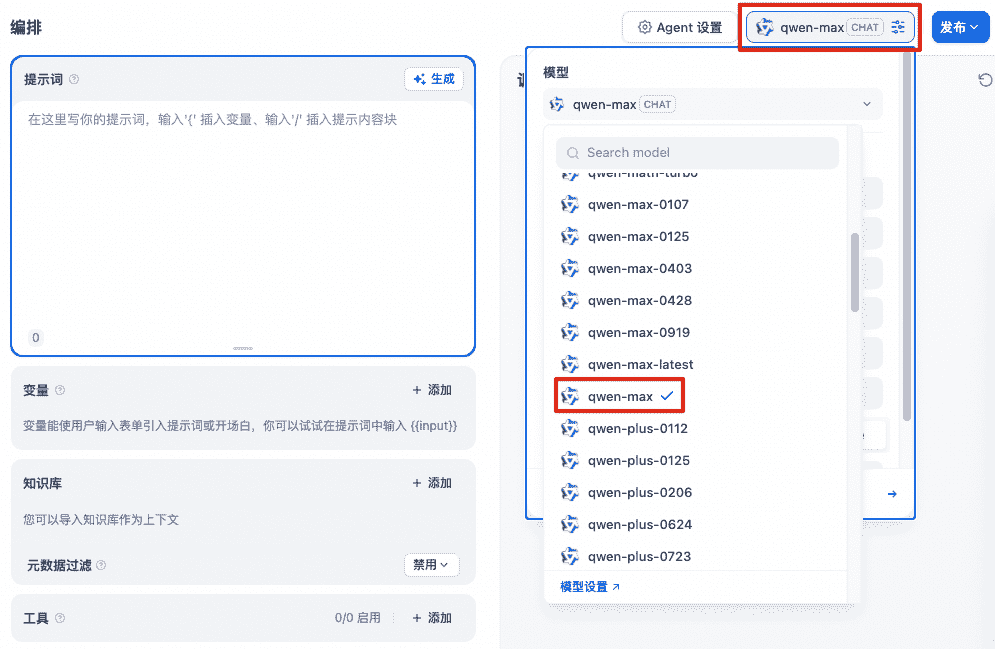 编排
Agent 设置
qwen-max CHAT
发布
提示词
生成
在这里写你的提示词，输入'{' 插入变量、输入'/' 插入提示内容块
0
变量
+ 添加
变量能使用户输入表单引入提示词或开场白，你可以试试在提示词中输入 {{input}}
知识库
+ 添加
您可以导入知识库作为上下文
元数据过滤
禁用
工具
0/0 启用
+ 添加
模型
qwen-max CHAT
Search model
qwen-math-turbo
qwen-max-0107
qwen-max-0125
qwen-max-0403
qwen-max-0428
qwen-max-0919
qwen-max-latest
qwen-max
qwen-plus-0112
qwen-plus-0125
qwen-plus-0206
qwen-plus-0624
qwen-plus-0723
模型设置